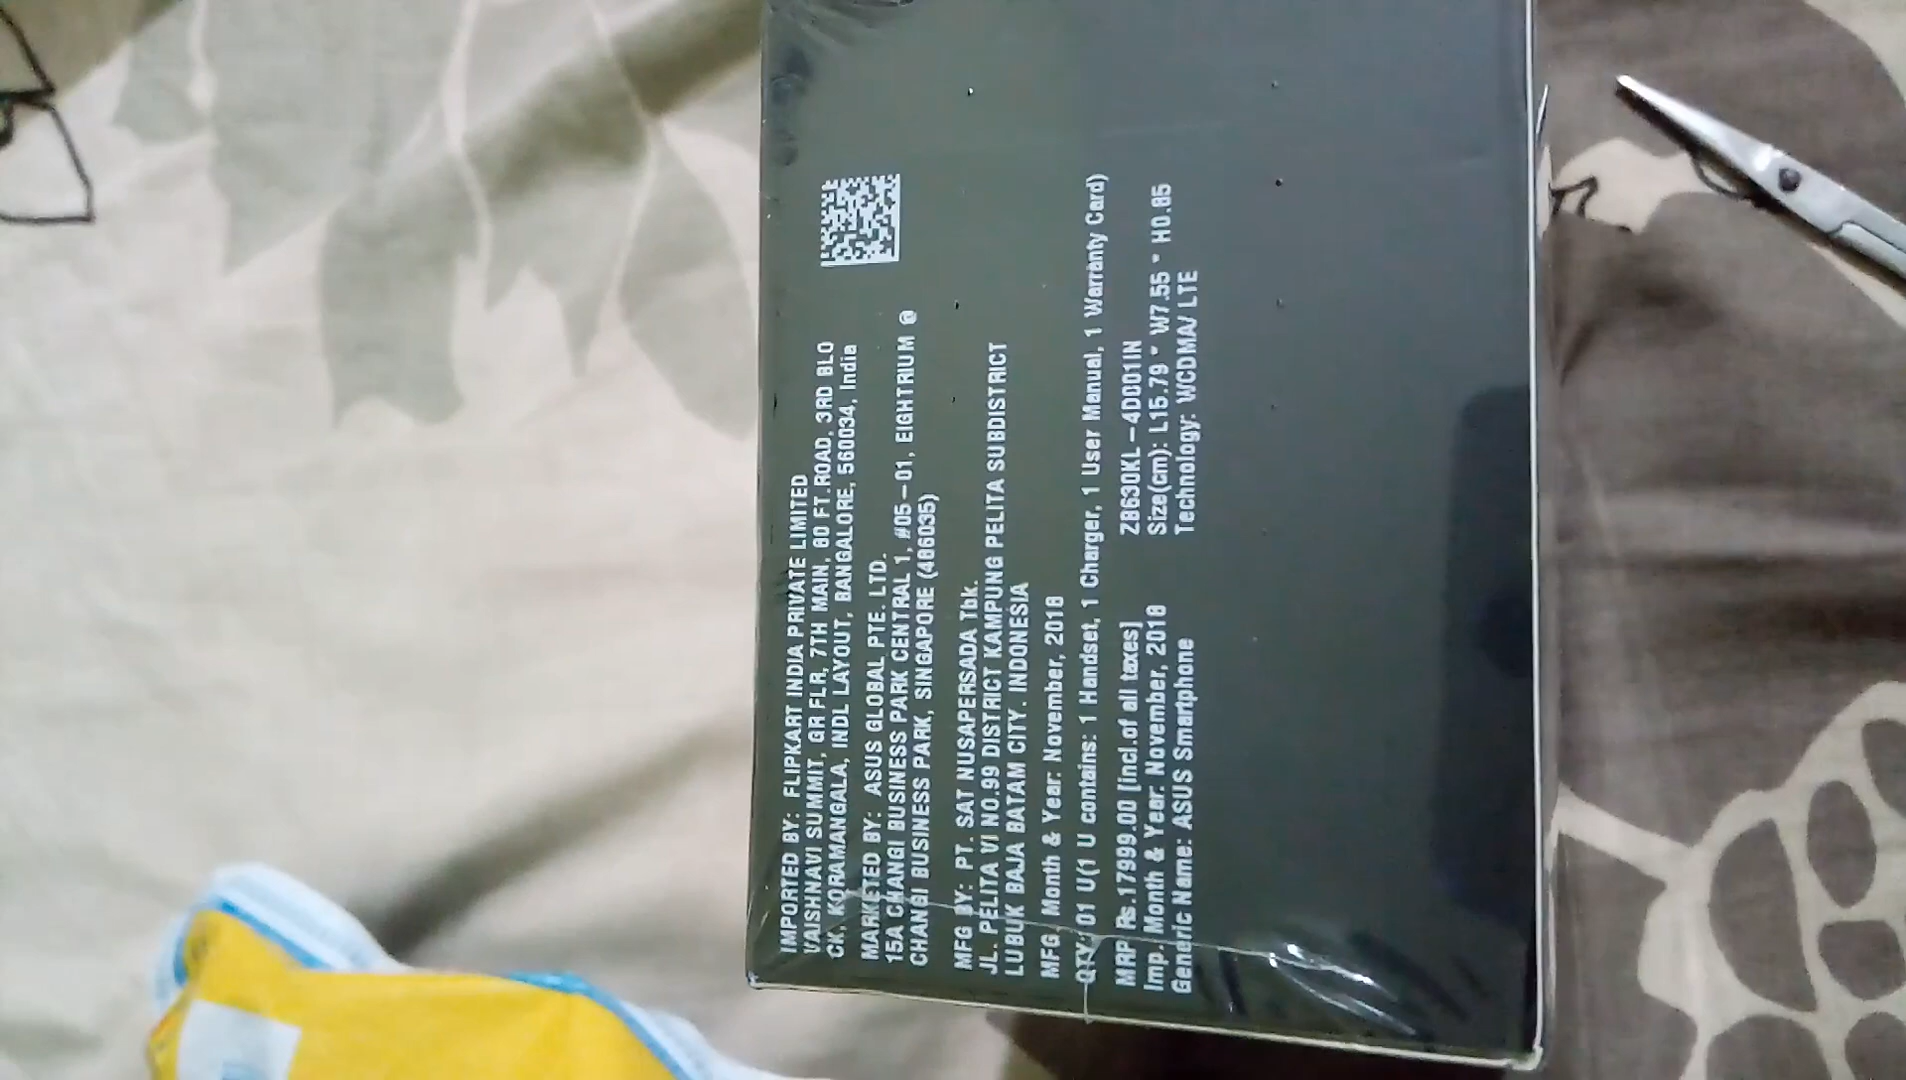 IMPORTED BY: FLIPKART INDIA PRIVATE LIMITED
VAISHNAVI SUMMIT, GR FLR, 7TH MAIN, 80 FT.ROAD, 3RD BLO
CK, KORAMANGALA, INDL LAYOUT, BANGALORE, 560034, India
MARKETED BY: ASUS GLOBAL PTE. LTD.
15A CHANGI BUSINESS PARK CENTRAL 1, #05-01, EIGHTRIUM @
CHANGI BUSINESS PARK, SINGAPORE (486035)
MFG BY: PT. SAT NUSAPERSADA Tbk.
JL. PELITA VI NO.99 DISTRICT KAMPUNG PELITA SUBDISTRICT
LUBUK BAJA BATAM CITY. INDONESIA
MFG Month & Year: November, 2018
QTY: 01 U(1 U contains: 1 Handset, 1 Charger, 1 User Manual, 1 Warranty Card)
MRP: Rs.17999.00 [incl.of all taxes] ZB630KL-4D001IN
Imp. Month & Year: November, 2018 Size(cm): L15.79 * W7.55 * H0.85
Generic Name: ASUS Smartphone Technology: WCDMA/ LTE